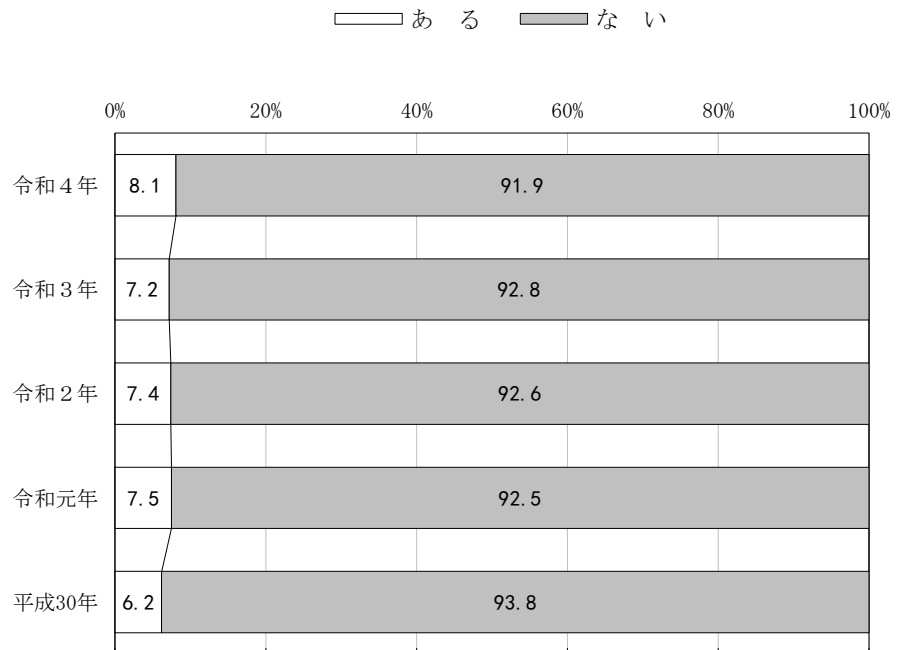 あ　る　ない
0% 20% 40% 60% 80% 100%
令和４年 8.1 91.9
令和３年 7.2 92.8
令和２年 7.4 92.6
令和元年 7.5 92.5
平成30年 6.2 93.8